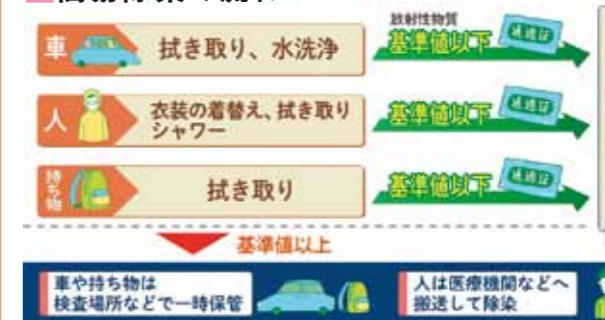 車
拭き取り、水洗浄
放射性物質
基準値以下
通過証
人
衣装の着替え、拭き取り
シャワー
基準値以下
通過証
持ち物
拭き取り
基準値以下
通過証
基準値以上
車や持ち物は
検査場所などで一時保管
人は医療機関などへ
搬送して除染